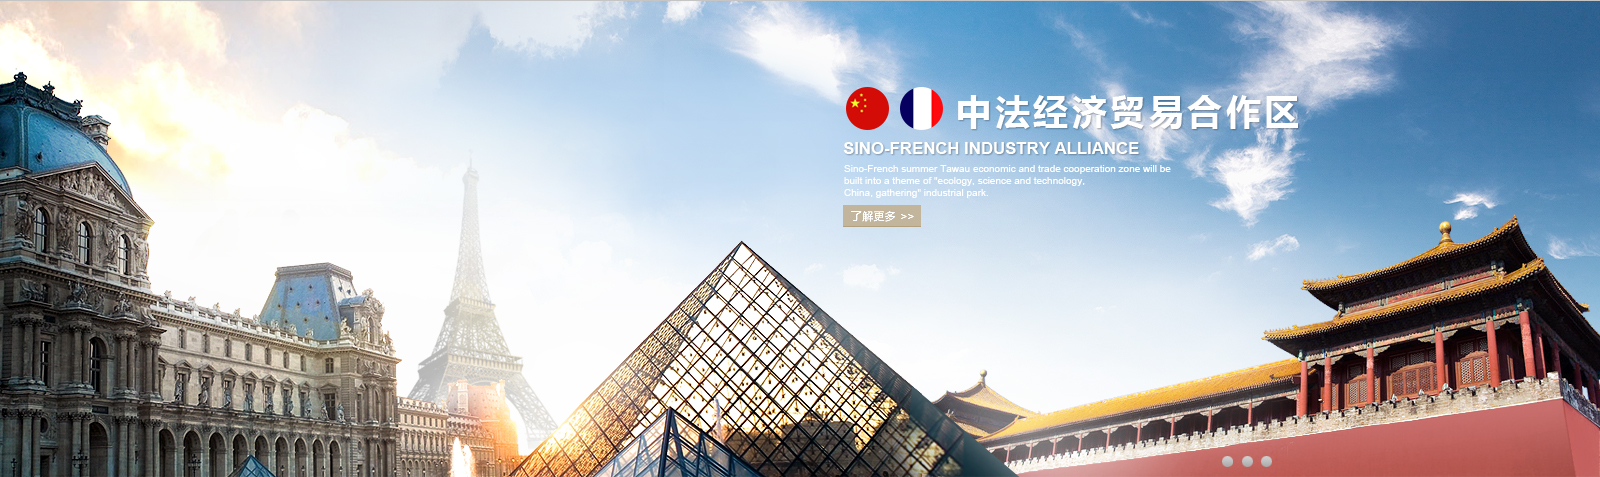 中法经济贸易合作区
SINO-FRENCH INDUSTRY ALLIANCE
Sino-French summer Tawau economic and trade cooperation zone will be
built into a theme of "ecology, science and technology,
China, gathering" industrial park.
了解更多 >>